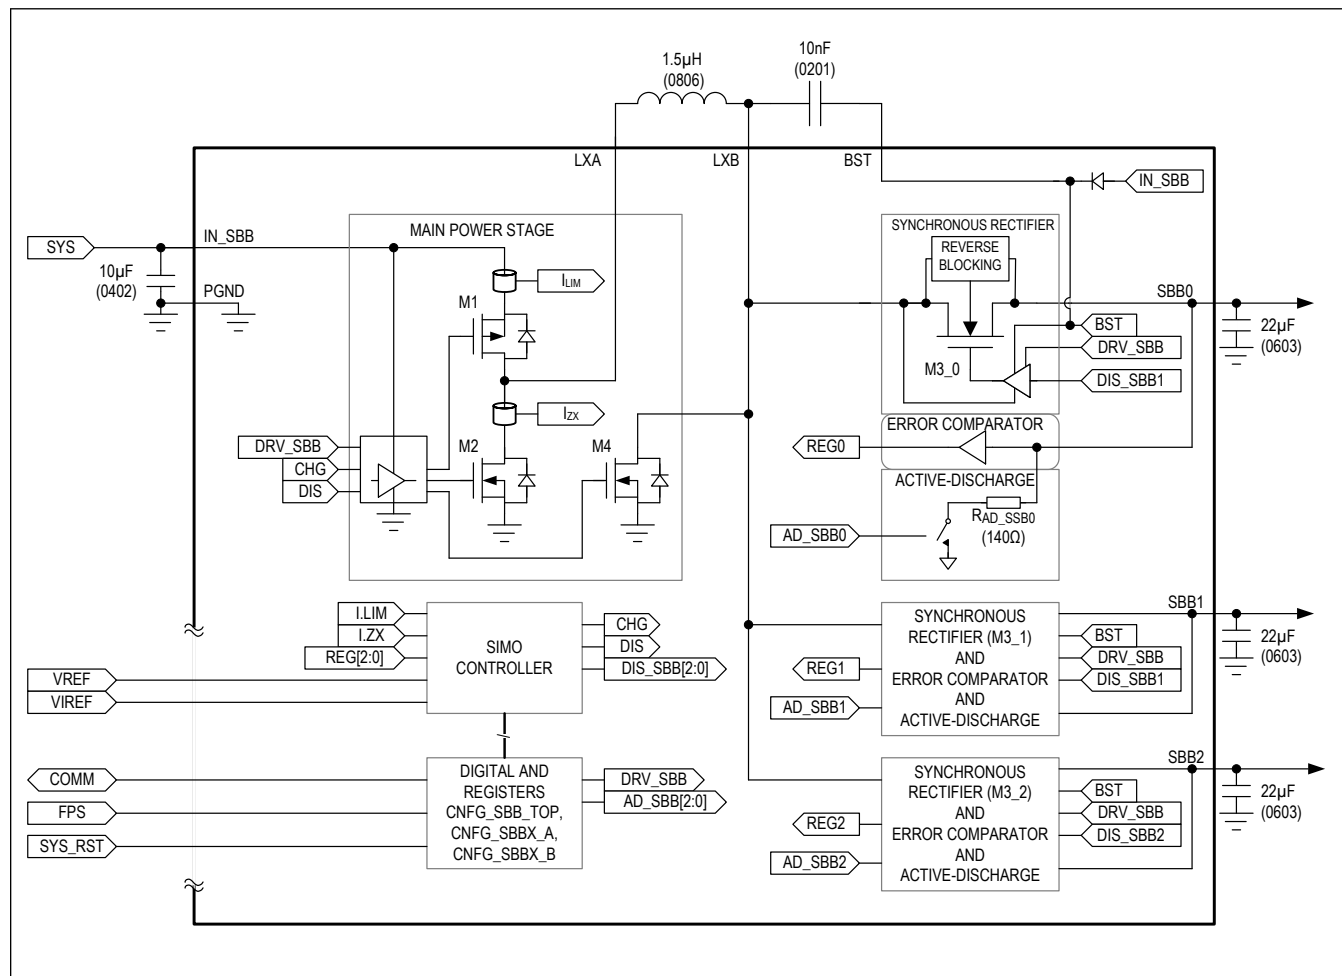 1.5µH
(0806)
10nF
(0201)
LXA
LXB
BST
IN_SBB
SYS
IN_SBB
10µF
(0402)
PGND
MAIN POWER STAGE
ILIM
M1
IZX
M2
M4
DRV_SBB
CHG
DIS
SYNCHRONOUS RECTIFIER
REVERSE
BLOCKING
SBB0
BST
DRV_SBB
DIS_SBB1
M3_0
22µF
(0603)
ERROR COMPARATOR
REG0
ACTIVE-DISCHARGE
RAD_SSB0
(140Ω)
AD_SBB0
I.LIM
I.ZX
REG[2:0]
SIMO
CONTROLLER
CHG
DIS
DIS_SBB[2:0]
VREF
VIREF
SYNCHRONOUS
RECTIFIER (M3_1)
AND
ERROR COMPARATOR
AND
ACTIVE-DISCHARGE
REG1
AD_SBB1
SBB1
BST
DRV_SBB
DIS_SBB1
22µF
(0603)
COMM
FPS
SYS_RST
DIGITAL AND
REGISTERS
CNFG_SBB_TOP,
CNFG_SBBX_A,
CNFG_SBBX_B
DRV_SBB
AD_SBB[2:0]
SYNCHRONOUS
RECTIFIER (M3_2)
AND
ERROR COMPARATOR
AND
ACTIVE-DISCHARGE
REG2
AD_SBB2
SBB2
BST
DRV_SBB
DIS_SBB2
22µF
(0603)